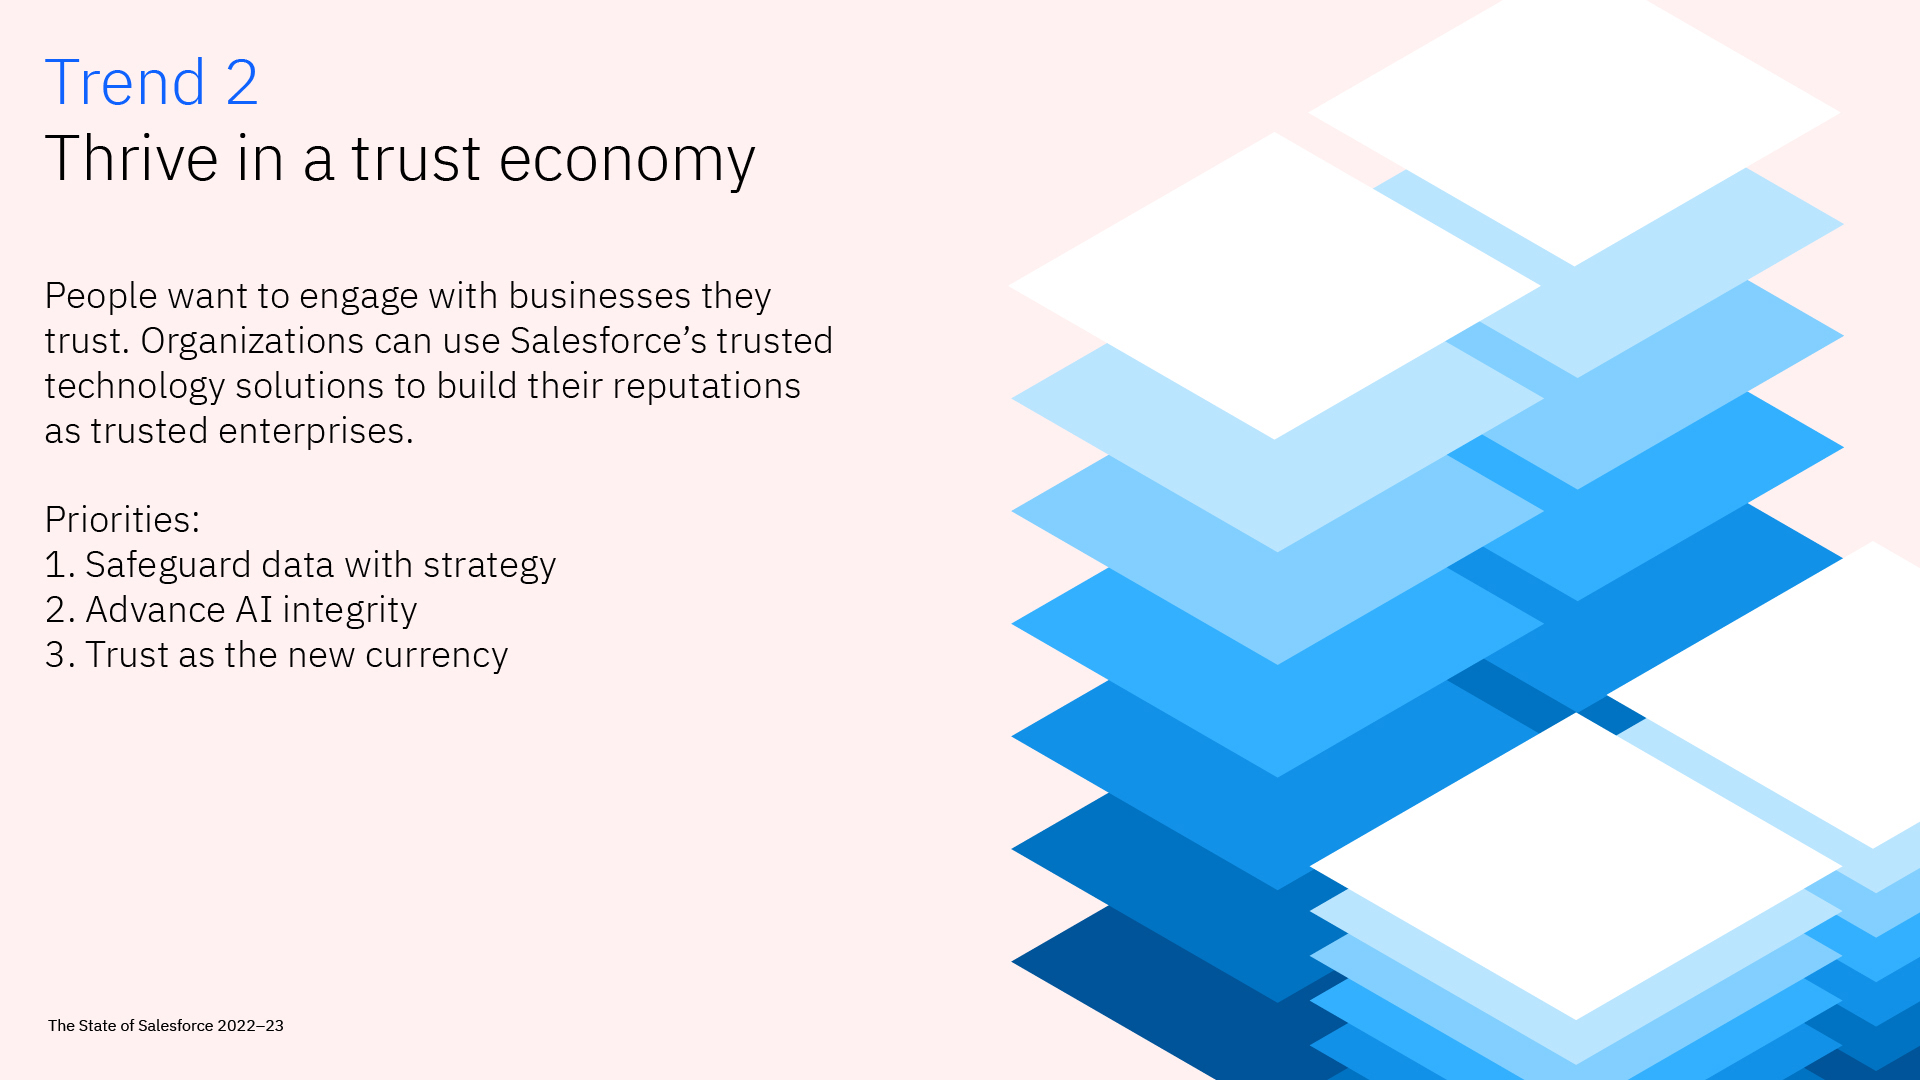 Trend 2
Thrive in a trust economy
People want to engage with businesses they
trust. Organizations can use Salesforce’s trusted
technology solutions to build their reputations
as trusted enterprises.
Priorities:
1. Safeguard data with strategy
2. Advance AI integrity
3. Trust as the new currency
The State of Salesforce 2022–23